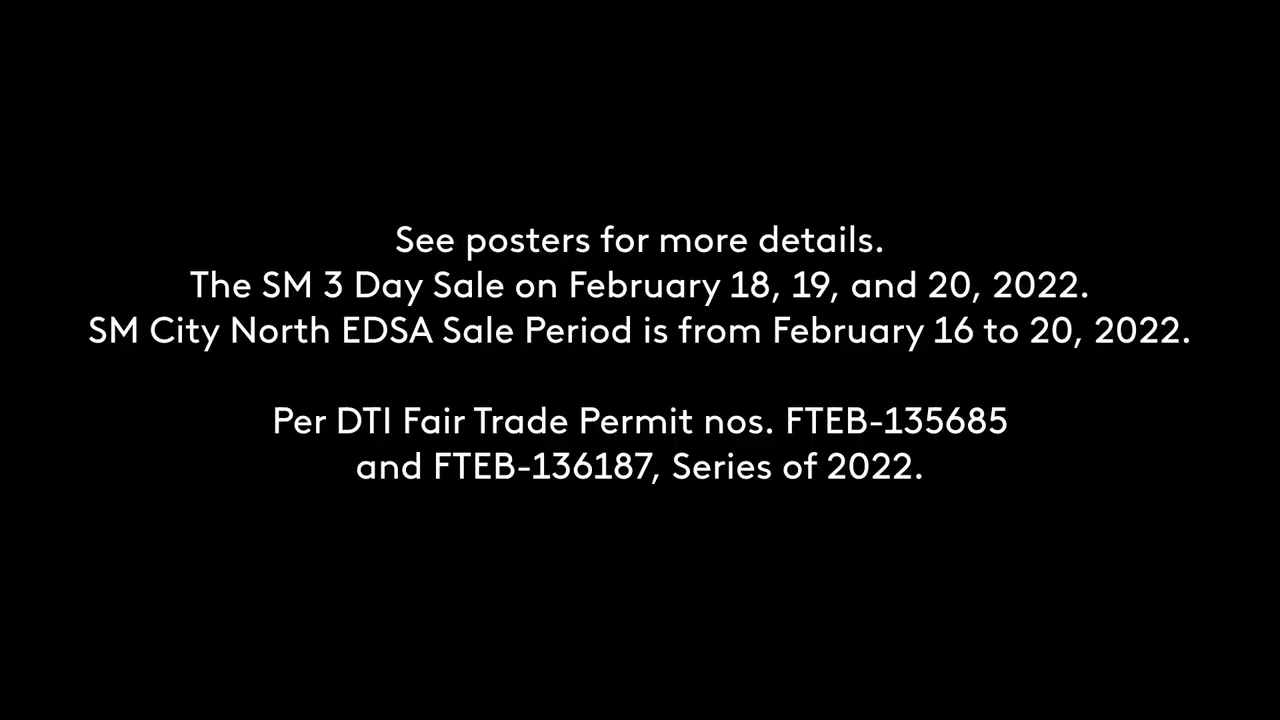 See posters for more details.
The SM 3 Day Sale on February 18, 19, and 20, 2022.
SM City North EDSA Sale Period is from February 16 to 20, 2022.
Per DTI Fair Trade Permit nos. FTEB-135685
and FTEB-136187, Series of 2022.